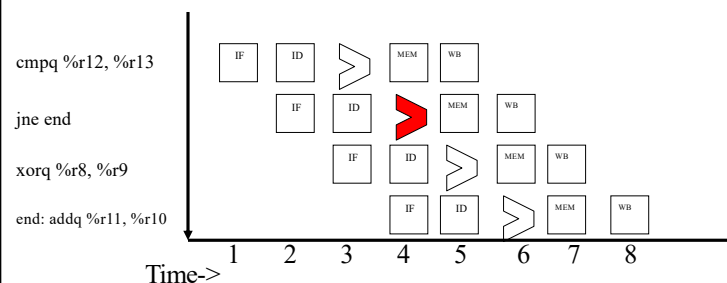 cmpq %r12, %r13 IF ID MEM WB
jne end IF ID MEM WB
xorq %r8, %r9 IF ID MEM WB
end: addq %r11, %r10 IF ID MEM WB
1 2 3 4 5 6 7 8
Time->